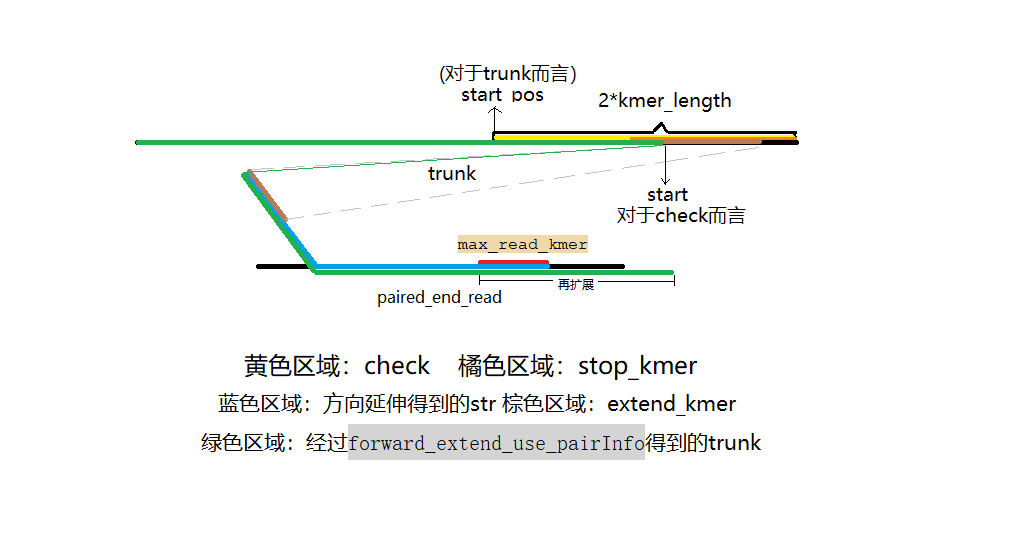 (对于trunk而言)
start_pos
2*kmer_length
trunk
start
对于check而言
max_read_kmer
再扩展
paired_end_read
黄色区域：check 橘色区域：stop_kmer
蓝色区域：方向延伸得到的str 棕色区域：extend_kmer
绿色区域：经过forward_extend_use_pairInfo得到的trunk